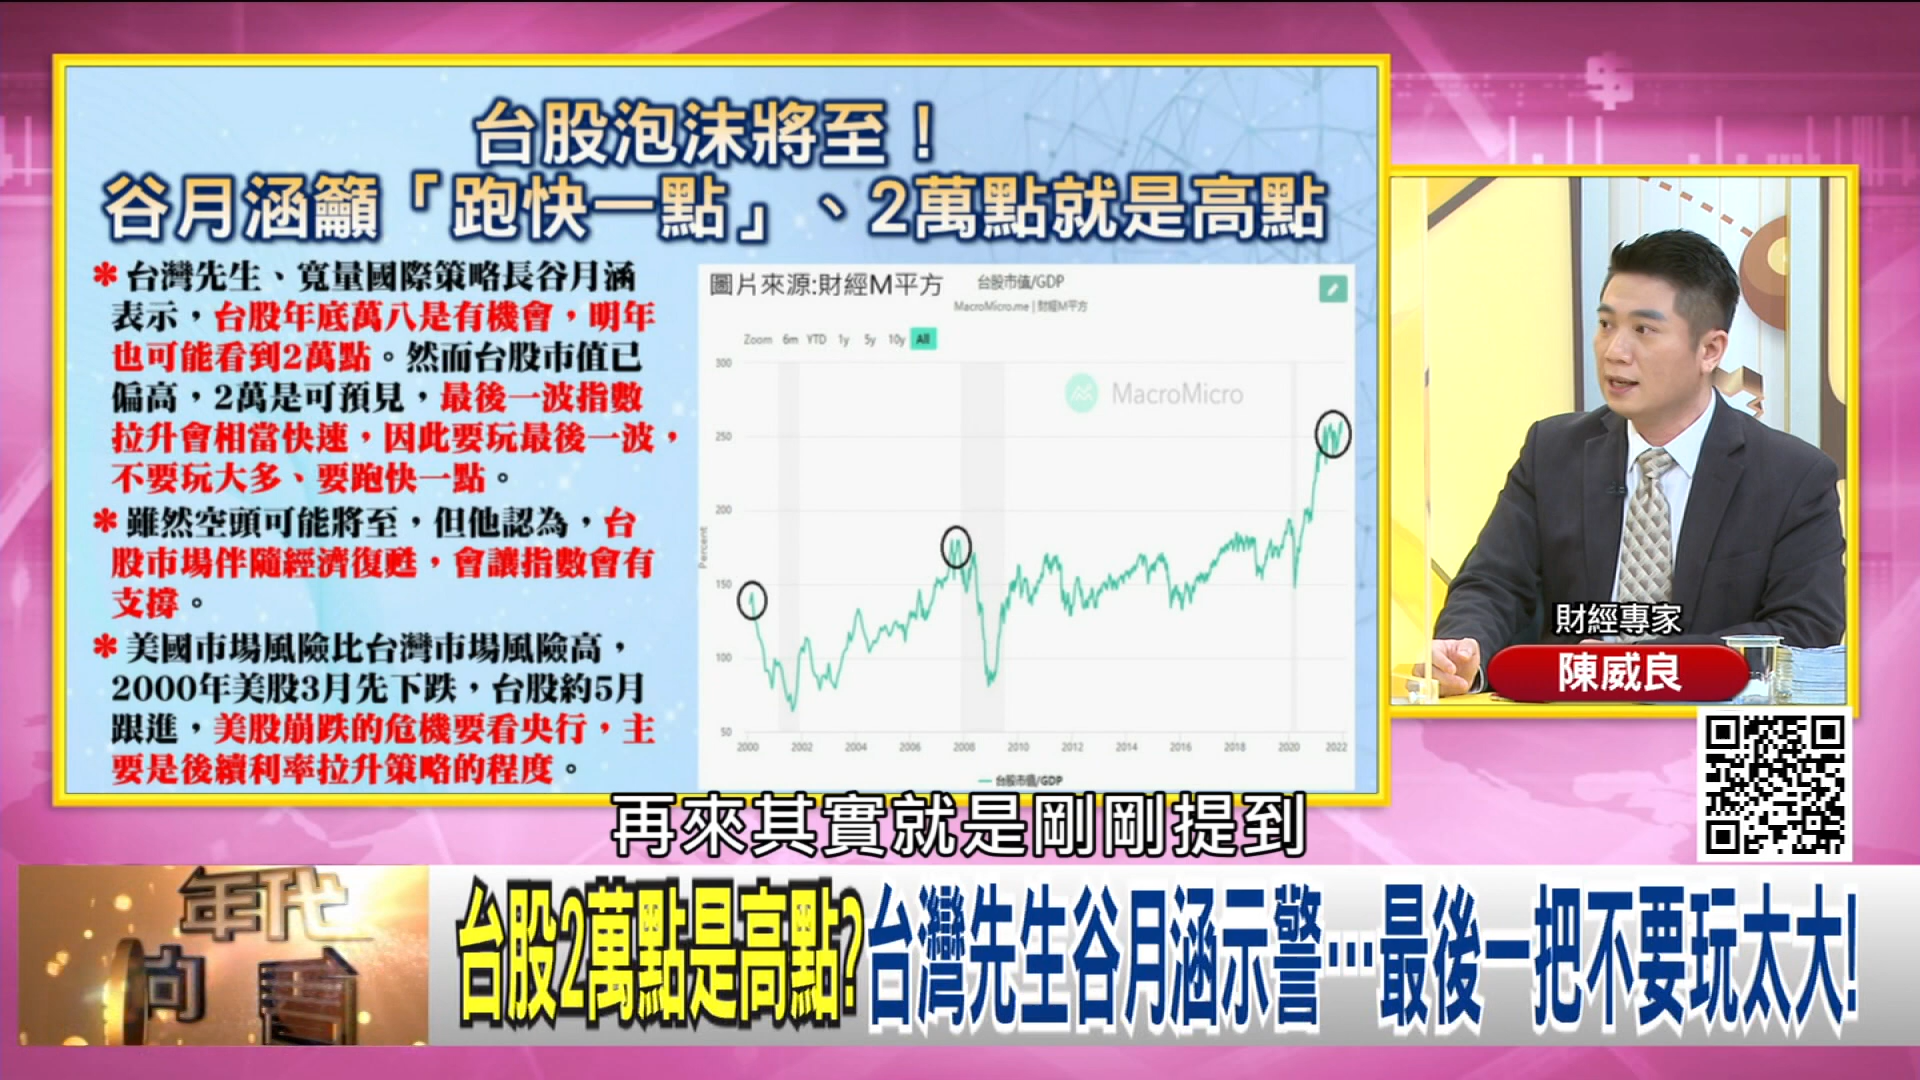 台股泡沫將至！
谷月涵籲「跑快一點」、2萬點就是高點
＊台灣先生、寬量國際策略長谷月涵
表示，台股年底萬八是有機會，明年
也可能看到2萬點。然而台股市值已
偏高，2萬是可預見，最後一波指數
拉升會相當快速，因此要玩最後一波，
不要玩大多、要跑快一點。
＊雖然空頭可能將至，但他認為，台
股市場伴隨經濟復甦，會讓指數會有
支撐。
＊美國市場風險比台灣市場風險高，
2000年美股3月先下跌，台股約5月
跟進，美股崩跌的危機要看央行，主
要是後續利率拉升策略的程度。
圖片來源:財經M平方
台股市值/GDP
MacroMicro.me | 財經M平方
Zoom 6m YTD 1y 5y 10y All
MacroMicro
Percent
300
250
200
150
100
50
2000 2002 2004 2006 2008 2010 2012 2014 2016 2018 2020 2022
台股市值/GDP
財經專家
陳威良
再來其實就是剛剛提到
年代
向錢
台股2萬點是高點?台灣先生谷月涵示警…最後一把不要玩太大!